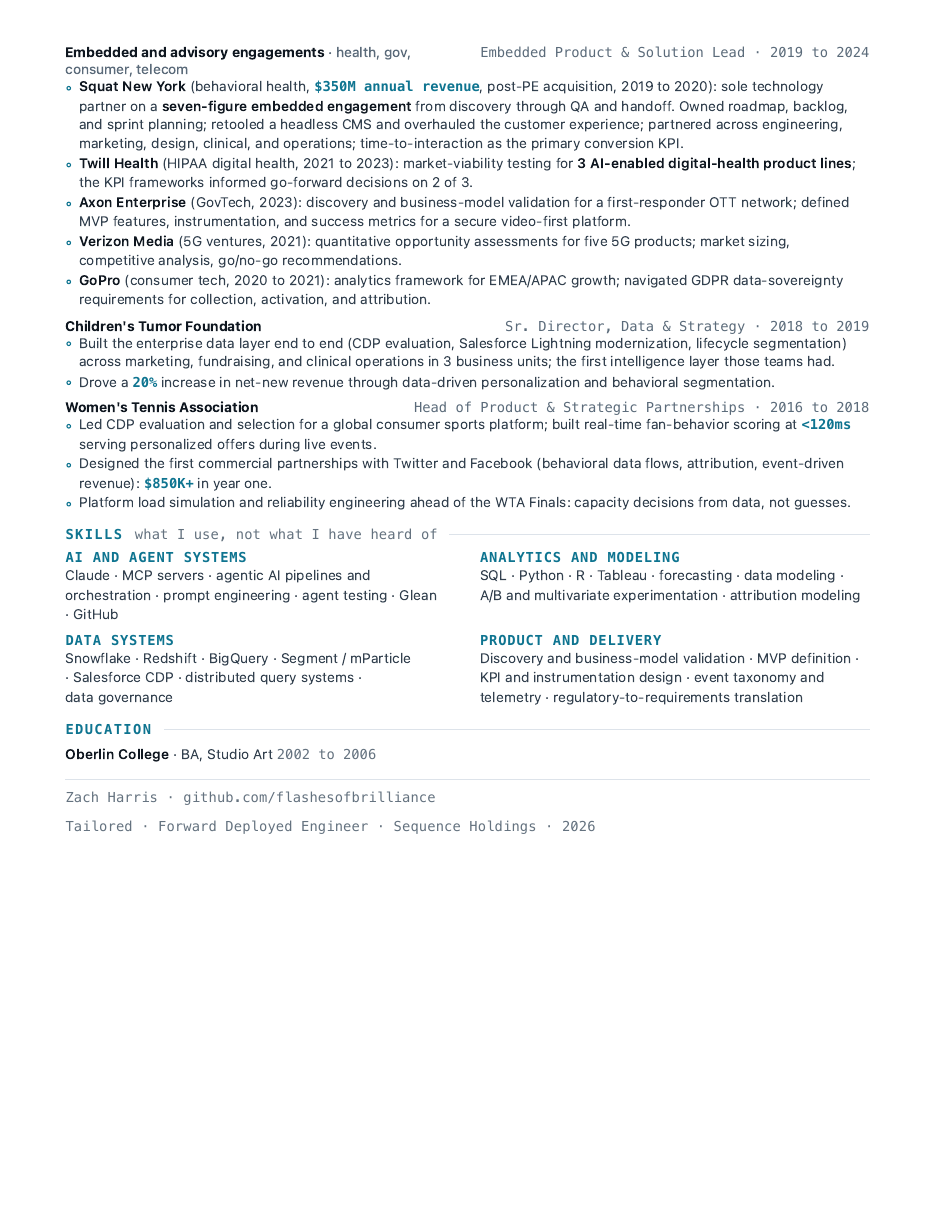 Embedded and advisory engagements · health, gov, consumer, telecom
Embedded Product & Solution Lead · 2019 to 2024
Squat New York (behavioral health, $350M annual revenue, post-PE acquisition, 2019 to 2020): sole technology
partner on a seven-figure embedded engagement from discovery through QA and handoff. Owned roadmap, backlog,
and sprint planning; retooled a headless CMS and overhauled the customer experience; partnered across engineering,
marketing, design, clinical, and operations; time-to-interaction as the primary conversion KPI.
Twill Health (HIPAA digital health, 2021 to 2023): market-viability testing for 3 AI-enabled digital-health product lines;
the KPI frameworks informed go-forward decisions on 2 of 3.
Axon Enterprise (GovTech, 2023): discovery and business-model validation for a first-responder OTT network; defined
MVP features, instrumentation, and success metrics for a secure video-first platform.
Verizon Media (5G ventures, 2021): quantitative opportunity assessments for five 5G products; market sizing,
competitive analysis, go/no-go recommendations.
GoPro (consumer tech, 2020 to 2021): analytics framework for EMEA/APAC growth; navigated GDPR data-sovereignty
requirements for collection, activation, and attribution.
Children's Tumor Foundation
Sr. Director, Data & Strategy · 2018 to 2019
Built the enterprise data layer end to end (CDP evaluation, Salesforce Lightning modernization, lifecycle segmentation)
across marketing, fundraising, and clinical operations in 3 business units; the first intelligence layer those teams had.
Drove a 20% increase in net-new revenue through data-driven personalization and behavioral segmentation.
Women's Tennis Association
Head of Product & Strategic Partnerships · 2016 to 2018
Led CDP evaluation and selection for a global consumer sports platform; built real-time fan-behavior scoring at <120ms
serving personalized offers during live events.
Designed the first commercial partnerships with Twitter and Facebook (behavioral data flows, attribution, event-driven
revenue): $850K+ in year one.
Platform load simulation and reliability engineering ahead of the WTA Finals: capacity decisions from data, not guesses.
SKILLS what I use, not what I have heard of
AI AND AGENT SYSTEMS
Claude · MCP servers · agentic AI pipelines and
orchestration · prompt engineering · agent testing · Glean
· GitHub
ANALYTICS AND MODELING
SQL · Python · R · Tableau · forecasting · data modeling ·
A/B and multivariate experimentation · attribution modeling
DATA SYSTEMS
Snowflake · Redshift · BigQuery · Segment / mParticle
· Salesforce CDP · distributed query systems ·
data governance
PRODUCT AND DELIVERY
Discovery and business-model validation · MVP definition ·
KPI and instrumentation design · event taxonomy and
telemetry · regulatory-to-requirements translation
EDUCATION
Oberlin College · BA, Studio Art 2002 to 2006
Zach Harris · github.com/flashesofbrilliance
Tailored · Forward Deployed Engineer · Sequence Holdings · 2026